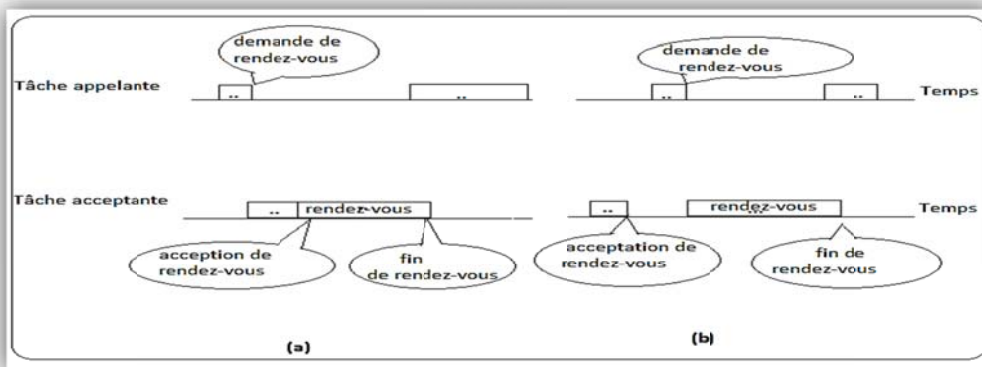 demande de
rendez-vous
demande de
rendez-vous
Tâche appelante
..
..
..
..
Temps
Tâche acceptante
..
rendez-vous
..
rendez-vous
...
Temps
acception de
rendez-vous
fin
de rendez-vous
acceptation de
rendez-vous
fin de
rendez-vous
(a)
(b)